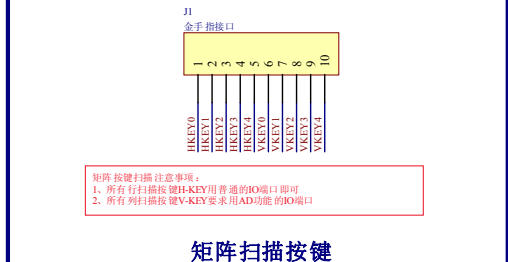 J1
金手指接口
1 2 3 4 5 6 7 8 9 10
HKEY0
HKEY1
HKEY2
HKEY3
HKEY4
VKEY0
VKEY1
VKEY2
VKEY3
VKEY4
矩阵按键扫描注意事项：
1、所有行扫描按键H-KEY用普通的IO端口即可
2、所有列扫描按键V-KEY要求用AD功能的IO端口
矩阵扫描按键